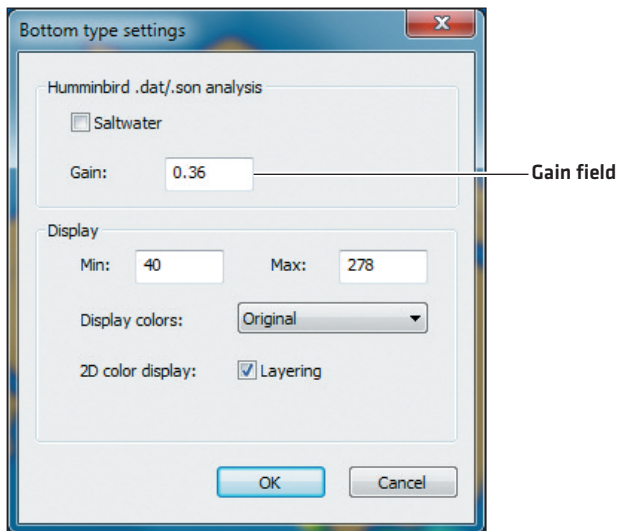 Bottom type settings
Humminbird .dat/.son analysis
Saltwater
Gain: 0.36
Gain field
Display
Min: 40 Max: 278
Display colors: Original
2D color display: Layering
OK Cancel